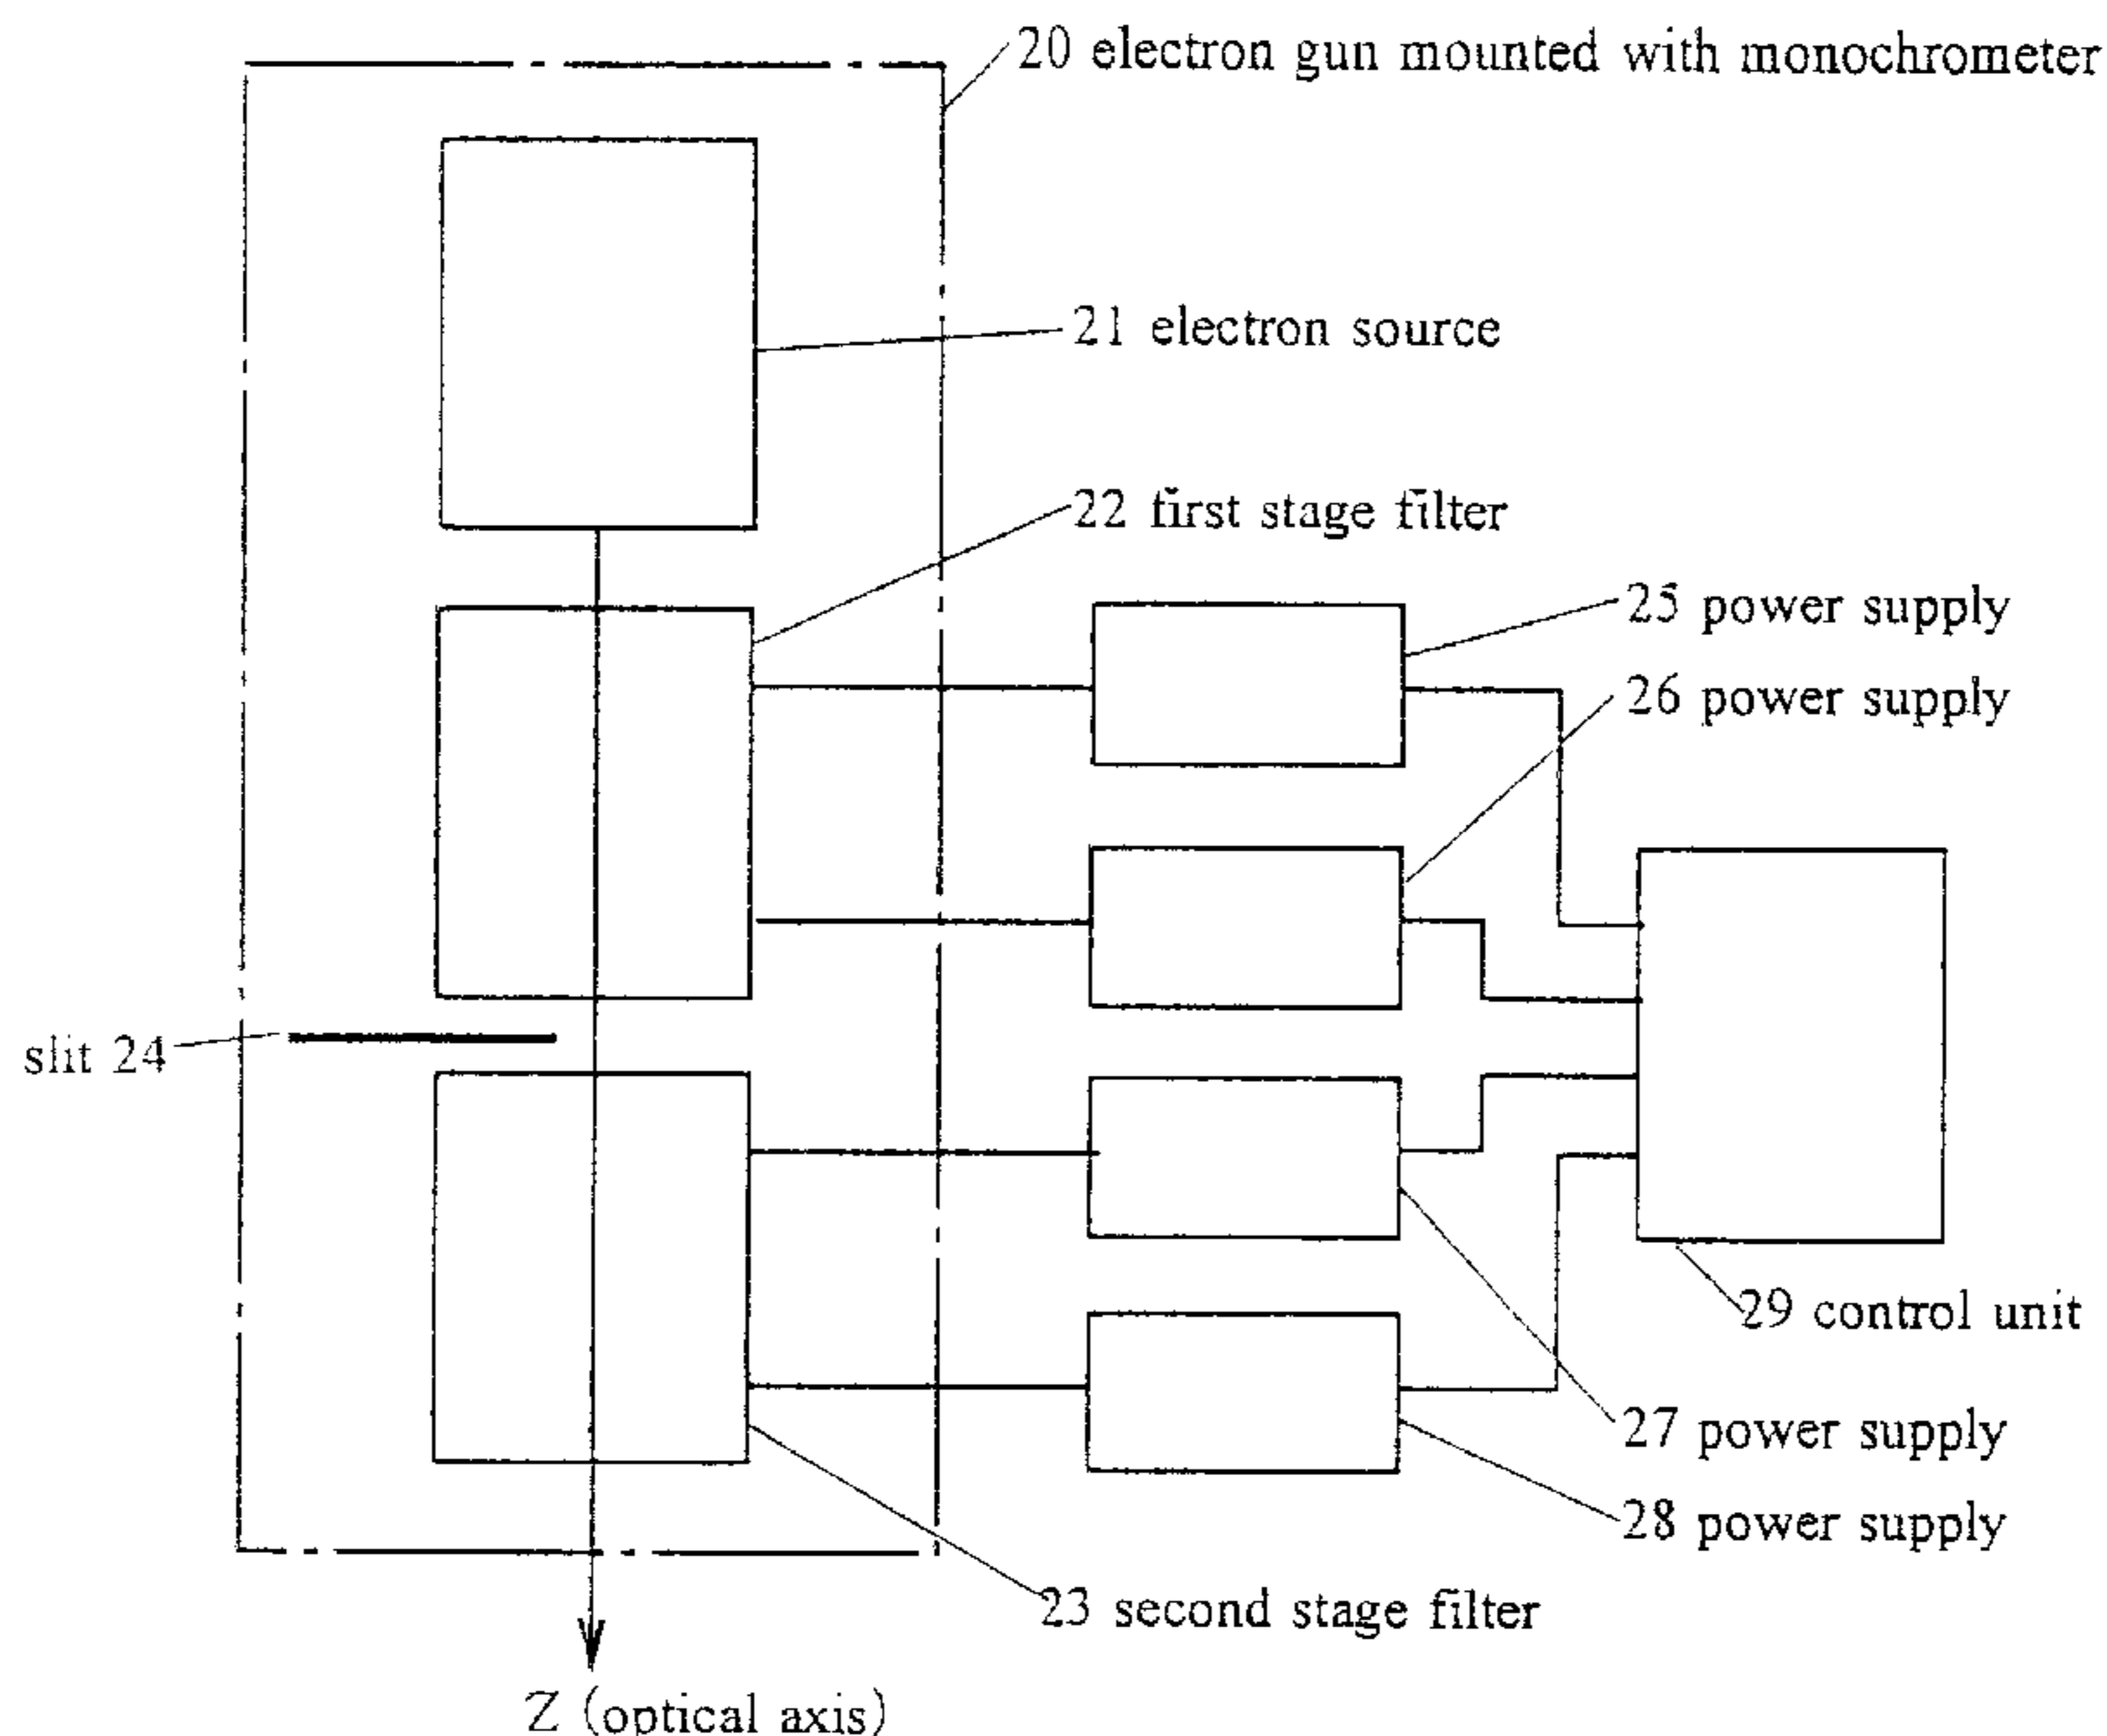 20 electron gun mounted with monochrometer
21 electron source
22 first stage filter
25 power supply
26 power supply
slit 24
29 control unit
27 power supply
28 power supply
23 second stage filter
Z (optical axis)